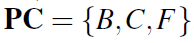 PC = {B,C,F}